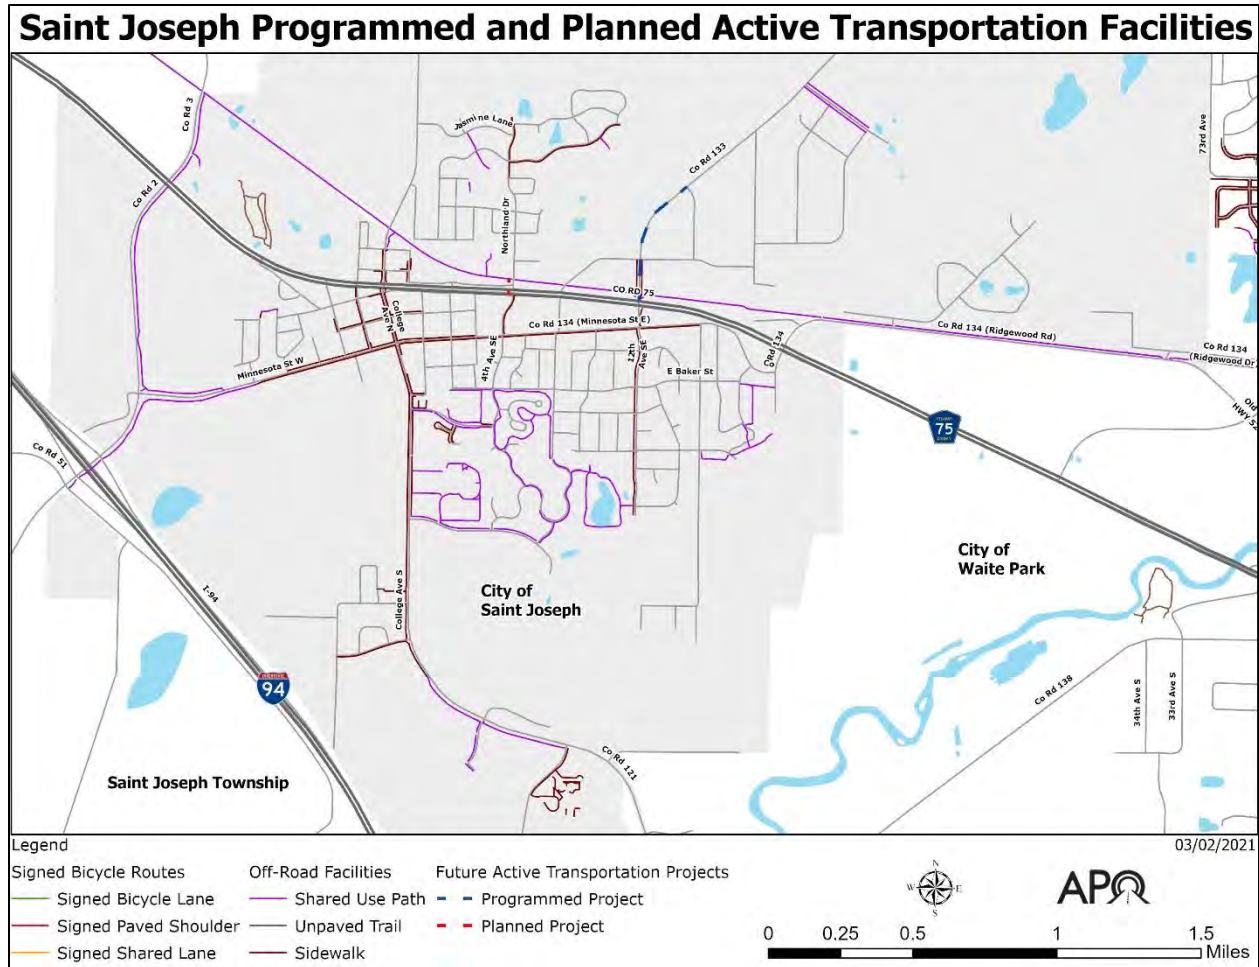 Saint Joseph Programmed and Planned Active Transportation Facilities
Co Rd 3
Jasmine Lane
Co Rd 133
73rd Ave
Co Rd 2
Northland Dr
CO RD 75
College
Ave N
Co Rd 134 (Minnesota St E)
Co Rd 134 (Ridgewood Rd)
Co Rd 134
(Ridgewood Dr)
Minnesota St W
4th Ave SE
12th
Ave SE
E Baker St
Co Rd 134
Old
HWY 52
75
Co Rd 51
I-94
College Ave S
City of
Saint Joseph
City of
Waite Park
94
Co Rd 138
34th Ave S
33rd Ave S
Co Rd 121
Saint Joseph Township
Legend
03/02/2021
Signed Bicycle Routes
Signed Bicycle Lane
Signed Paved Shoulder
Signed Shared Lane
Off-Road Facilities
Shared Use Path
Unpaved Trail
Sidewalk
Future Active Transportation Projects
Programmed Project
Planned Project
N
W E
S
APO
0 0.25 0.5 1 1.5
Miles